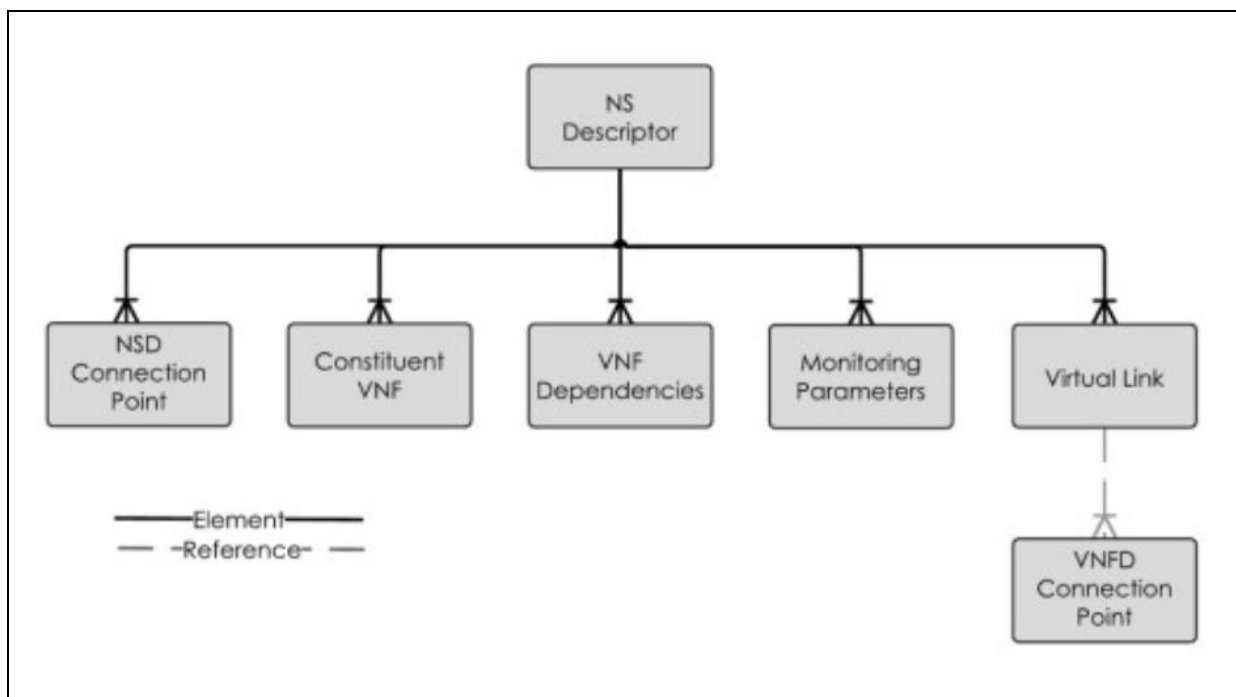 NS
Descriptor
NSD
Connection
Point
Constituent
VNF
VNF
Dependencies
Monitoring
Parameters
Virtual Link
Element
Reference
VNFD
Connection
Point